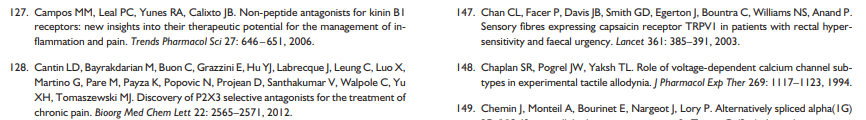 127. Campos MM, Leal PC, Yunes RA, Calixto JB. Non-peptide antagonists for kinin B1
receptors: new insights into their therapeutic potential for the management of in-
flammation and pain. Trends Pharmacol Sci 27: 646–651, 2006.
128. Cantin LD, Bayrakdarian M, Buon C, Grazzini E, Hu YJ, Labrecque J, Leung C, Luo X,
Martino G, Pare M, Payza K, Popovic N, Projean D, Santhakumar V, Walpole C, Yu
XH, Tomaszewski MJ. Discovery of P2X3 selective antagonists for the treatment of
chronic pain. Bioorg Med Chem Lett 22: 2565–2571, 2012.
147. Chan CL, Facer P, Davis JB, Smith GD, Egerton J, Bountra C, Williams NS, Anand P.
Sensory fibres expressing capsaicin receptor TRPV1 in patients with rectal hyper-
sensitivity and faecal urgency. Lancet 361: 385–391, 2003.
148. Chaplan SR, Pogrel JW, Yaksh TL. Role of voltage-dependent calcium channel sub-
types in experimental tactile allodynia. J Pharmacol Exp Ther 269: 1117–1123, 1994.
149. Chemin J, Monteil A, Bourinet E, Nargeot J, Lory P. Alternatively spliced alpha(1G)